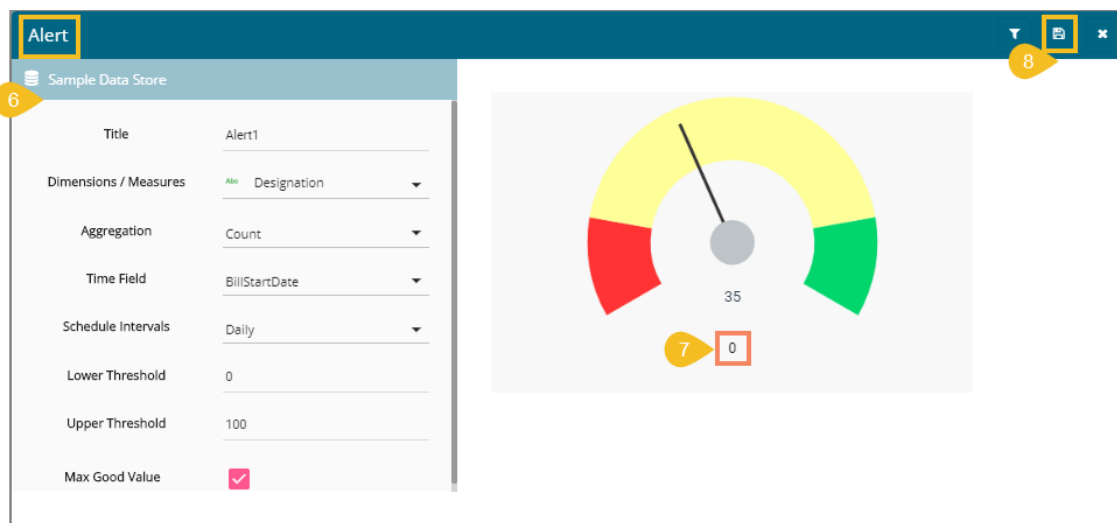 Alert
8
Sample Data Store
6
Title Alert1
Dimensions / Measures Abc Designation
Aggregation Count
Time Field BillStartDate
Schedule Intervals Daily
Lower Threshold 0
Upper Threshold 100
Max Good Value
35
7 0